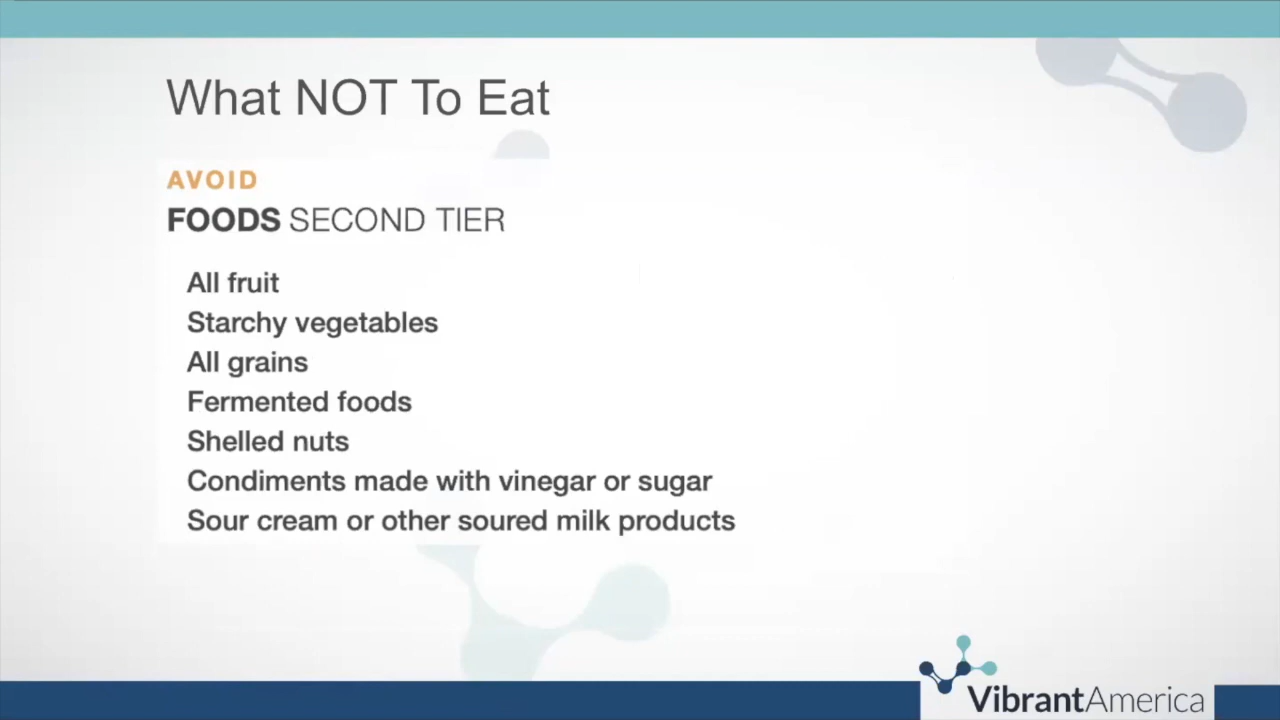 What NOT To Eat
AVOID
FOODS SECOND TIER
All fruit
Starchy vegetables
All grains
Fermented foods
Shelled nuts
Condiments made with vinegar or sugar
Sour cream or other soured milk products
VibrantAmerica